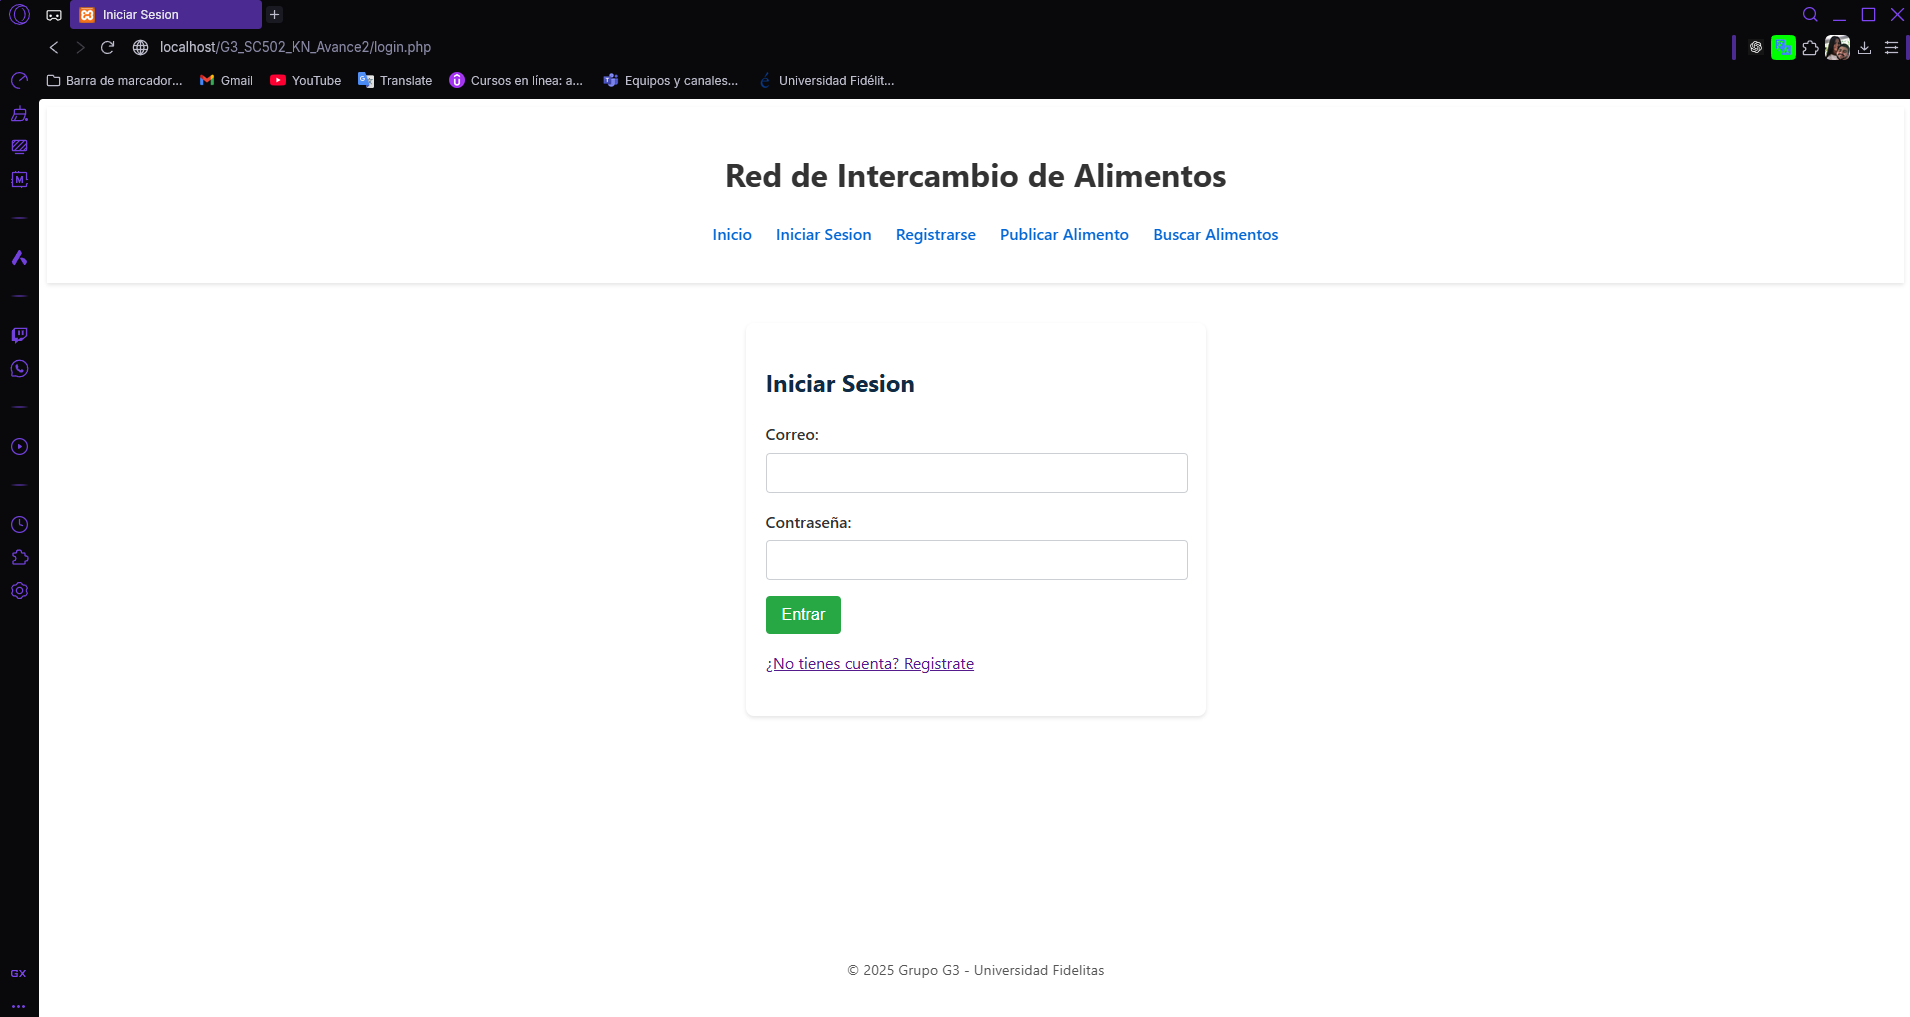 Iniciar Sesion
localhost/G3_SC502_KN_Avance2/login.php
Barra de marcador... Gmail YouTube Translate Cursos en línea: a... Equipos y canales... Universidad Fidélit...
M
Red de Intercambio de Alimentos
Inicio Iniciar Sesion Registrarse Publicar Alimento Buscar Alimentos
Iniciar Sesion
Correo:
Contraseña:
Entrar
¿No tienes cuenta? Registrate
© 2025 Grupo G3 - Universidad Fidelitas
GX